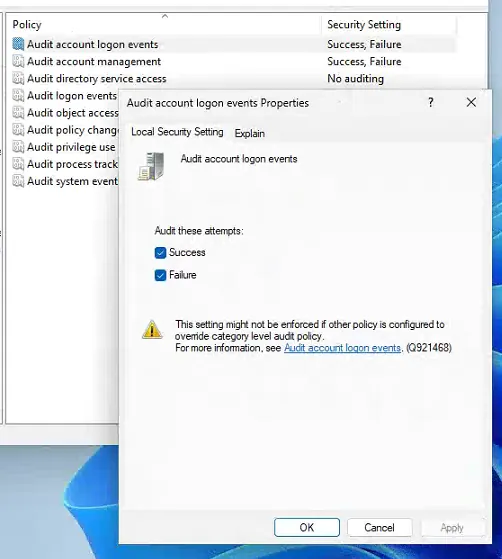 Policy Security Setting
Audit account logon events Success, Failure
Audit account management Success, Failure
Audit directory service access No auditing
Audit logon events
Audit object access
Audit policy chang
Audit privilege use
Audit process track
Audit system event
Audit account logon events Properties ?
Local Security Setting Explain
Audit account logon events
Audit these attempts:
Success
Failure
This setting might not be enforced if other policy is configured to
override category level audit policy.
For more information, see Audit account logon events. (Q921468)
OK Cancel Apply